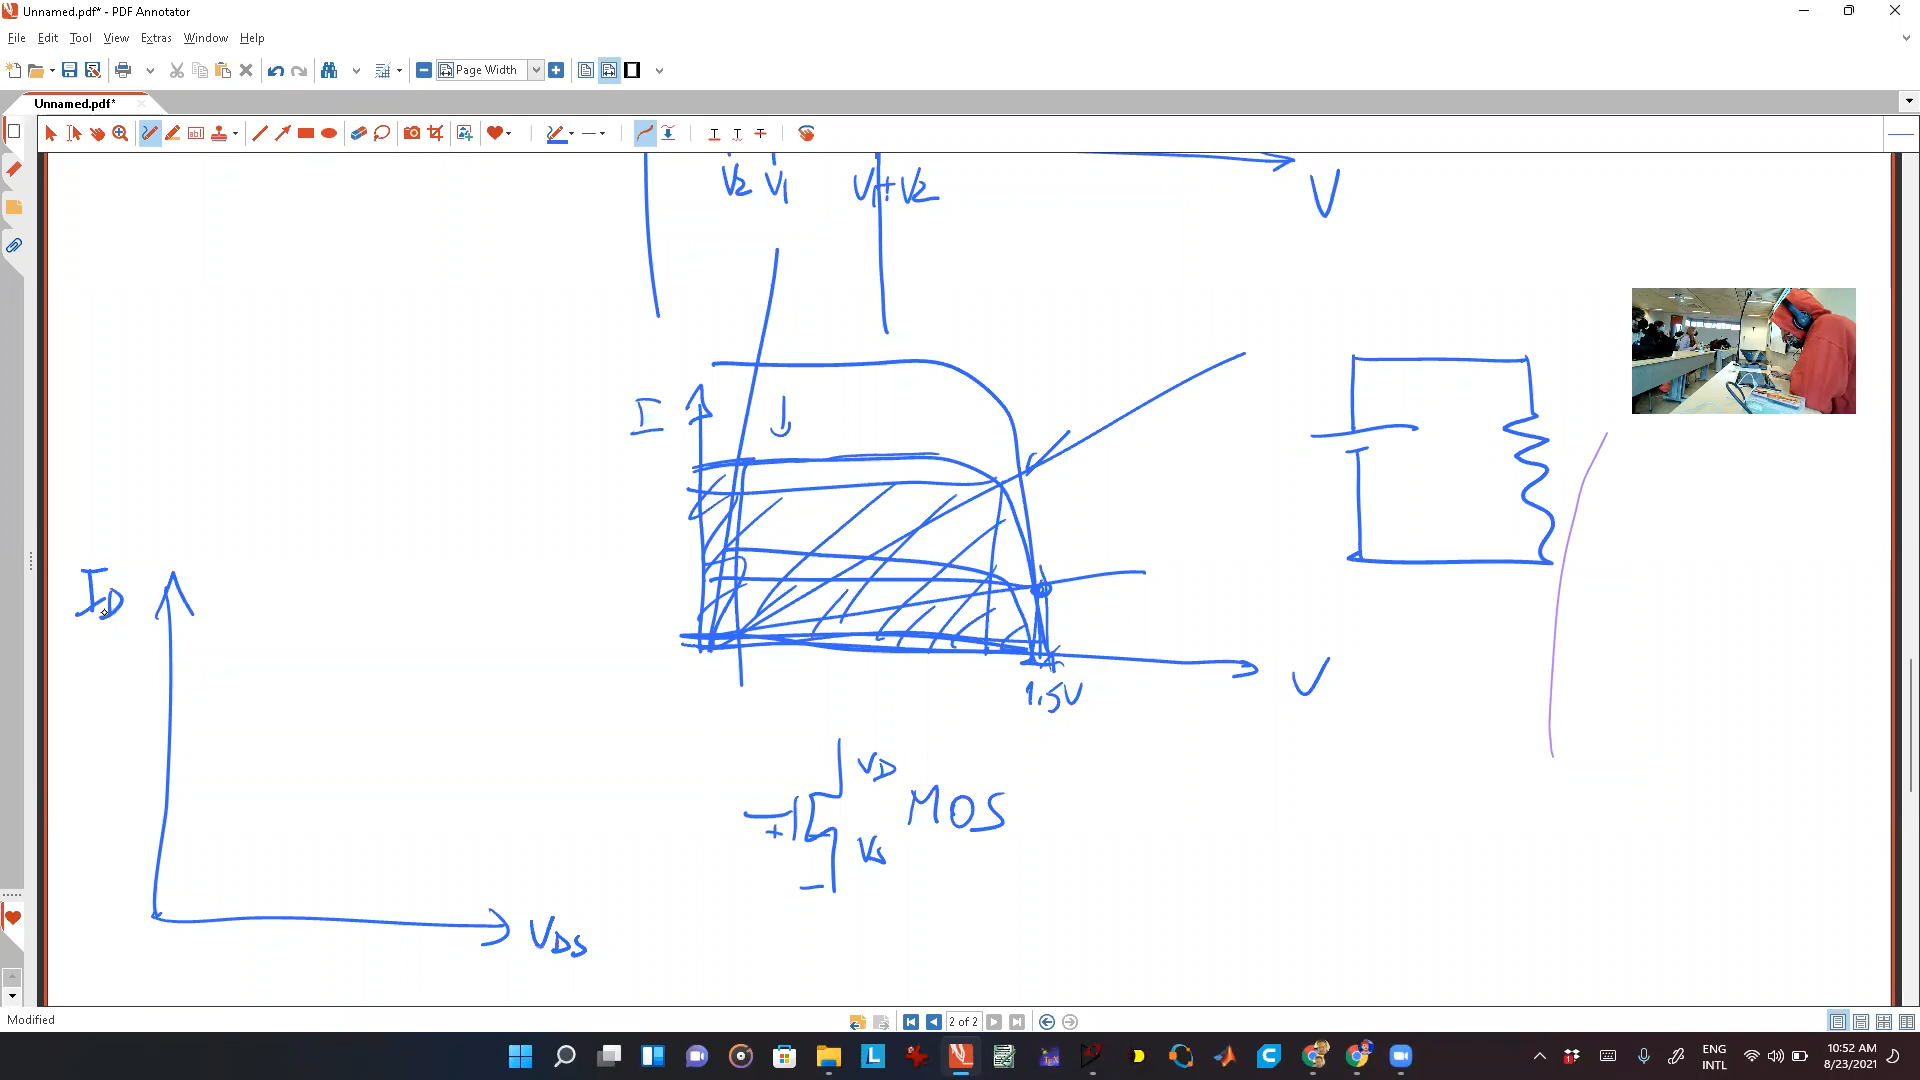 Unnamed.pdf* - PDF Annotator
File Edit Tool View Extras Window Help
Page Width
Unnamed.pdf*
V2 V1 V1+V2 V
I
1.5V V
ID
VD
MOS
+
VS
VDS
Modified
2 of 2
ENG
INTL
10:52 AM
8/23/2021